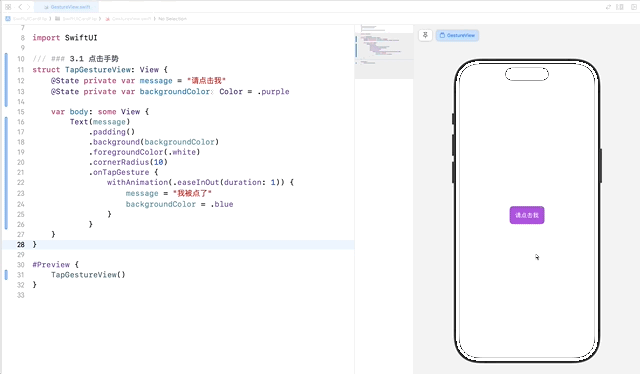 GestureView.swift
No Selection
7
8 import SwiftUI
9
10 /// ### 3.1 点击手势
11 struct TapGestureView: View {
12 @State private var message = "请点击我"
13 @State private var backgroundColor: Color = .purple
14
15 var body: some View {
16 Text(message)
17 .padding()
18 .background(backgroundColor)
19 .foregroundColor(.white)
20 .cornerRadius(10)
21 .onTapGesture {
22 withAnimation(.easeInOut(duration: 1)) {
23 message = "我被点了"
24 backgroundColor = .blue
25 }
26 }
27 }
28 }
29
30 #Preview {
31 TapGestureView()
32 }
33
GestureView
请点击我